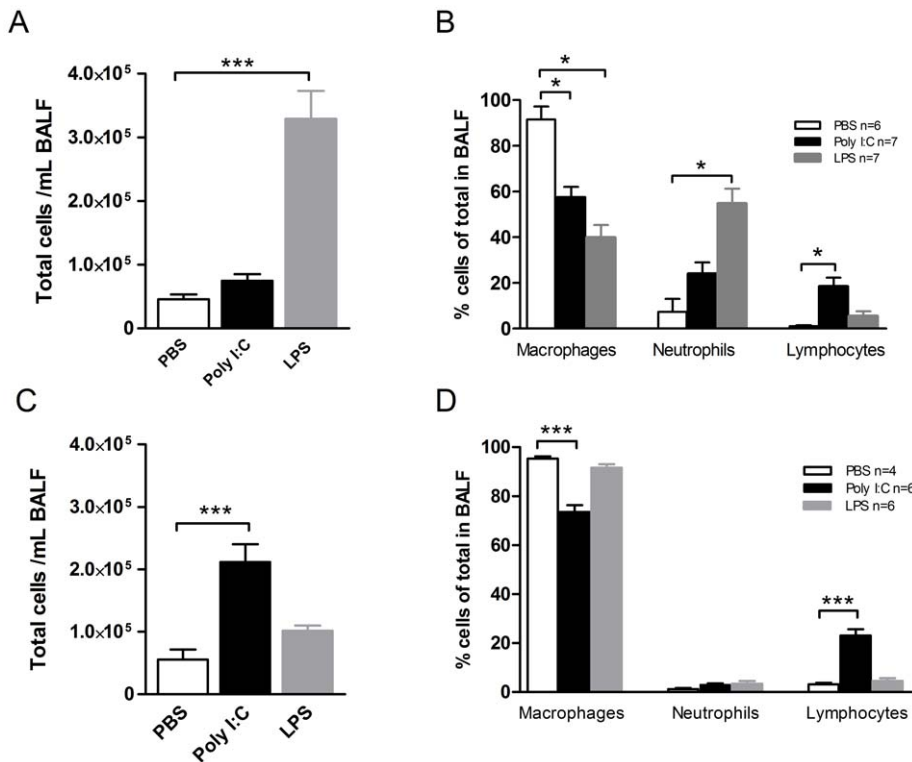 A
Total cells /mL BALF
4.0×10⁵
3.0×10⁵
2.0×10⁵
1.0×10⁵
0
***
PBS
Poly I:C
LPS
B
% cells of total in BALF
100
80
60
40
20
0
*
*
*
*
PBS n=6
Poly I:C n=7
LPS n=7
Macrophages
Neutrophils
Lymphocytes
C
Total cells /mL BALF
4.0×10⁵
3.0×10⁵
2.0×10⁵
1.0×10⁵
0
***
PBS
Poly I:C
LPS
D
% cells of total in BALF
100
80
60
40
20
0
***
***
PBS n=4
Poly I:C n=6
LPS n=6
Macrophages
Neutrophils
Lymphocytes